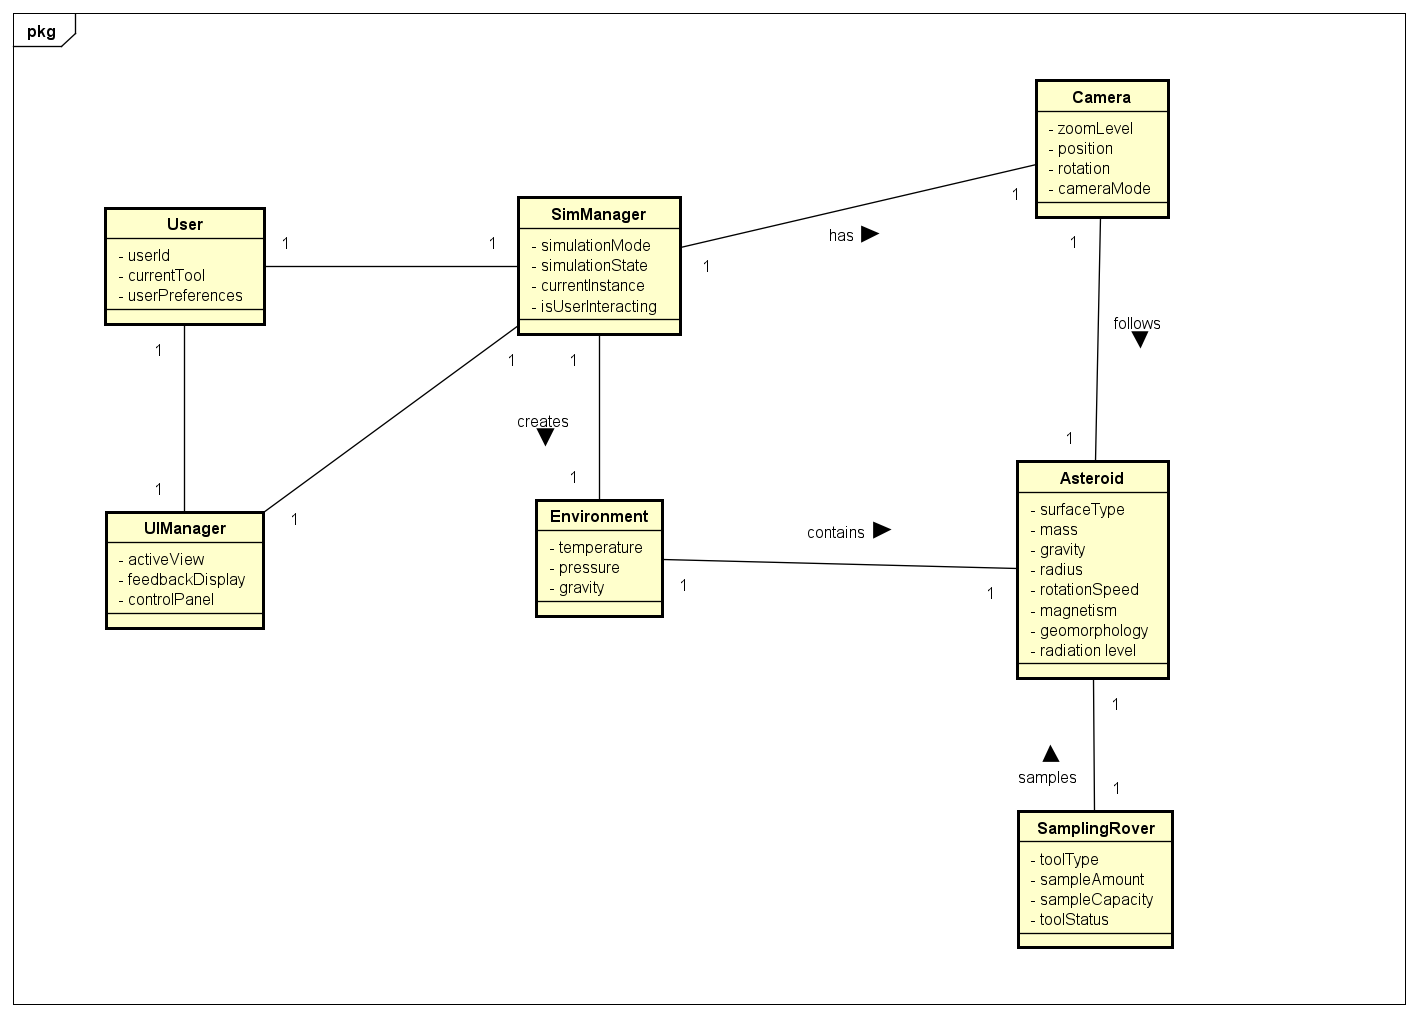 pkg
Camera
- zoomLevel
- position
- rotation
- cameraMode
1
1
has
1
User
- userId
- currentTool
- userPreferences
1
1
SimManager
- simulationMode
- simulationState
- currentInstance
- isUserInteracting
1
1
follows
1
1
1
creates
1
1
1
UIManager
- activeView
- feedbackDisplay
- controlPanel
1
Environment
- temperature
- pressure
- gravity
contains
1
1
Asteroid
- surfaceType
- mass
- gravity
- radius
- rotationSpeed
- magnetism
- geomorphology
- radiation level
1
samples
1
SamplingRover
- toolType
- sampleAmount
- sampleCapacity
- toolStatus